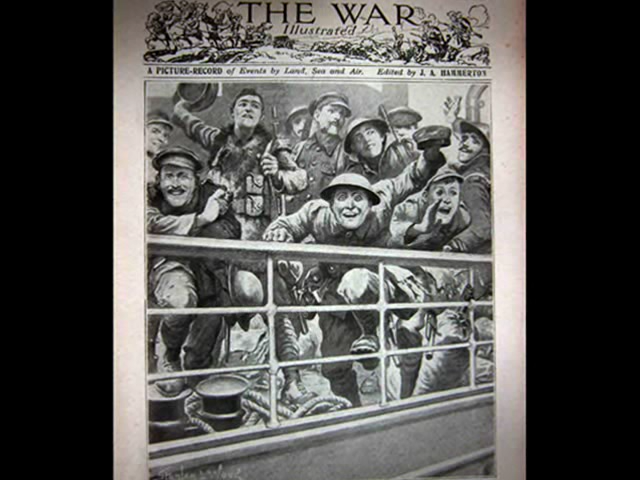 THE WAR
Illustrated
A PICTURE-RECORD of Events by Land, Sea and Air. Edited by J. A. HAMMERTON